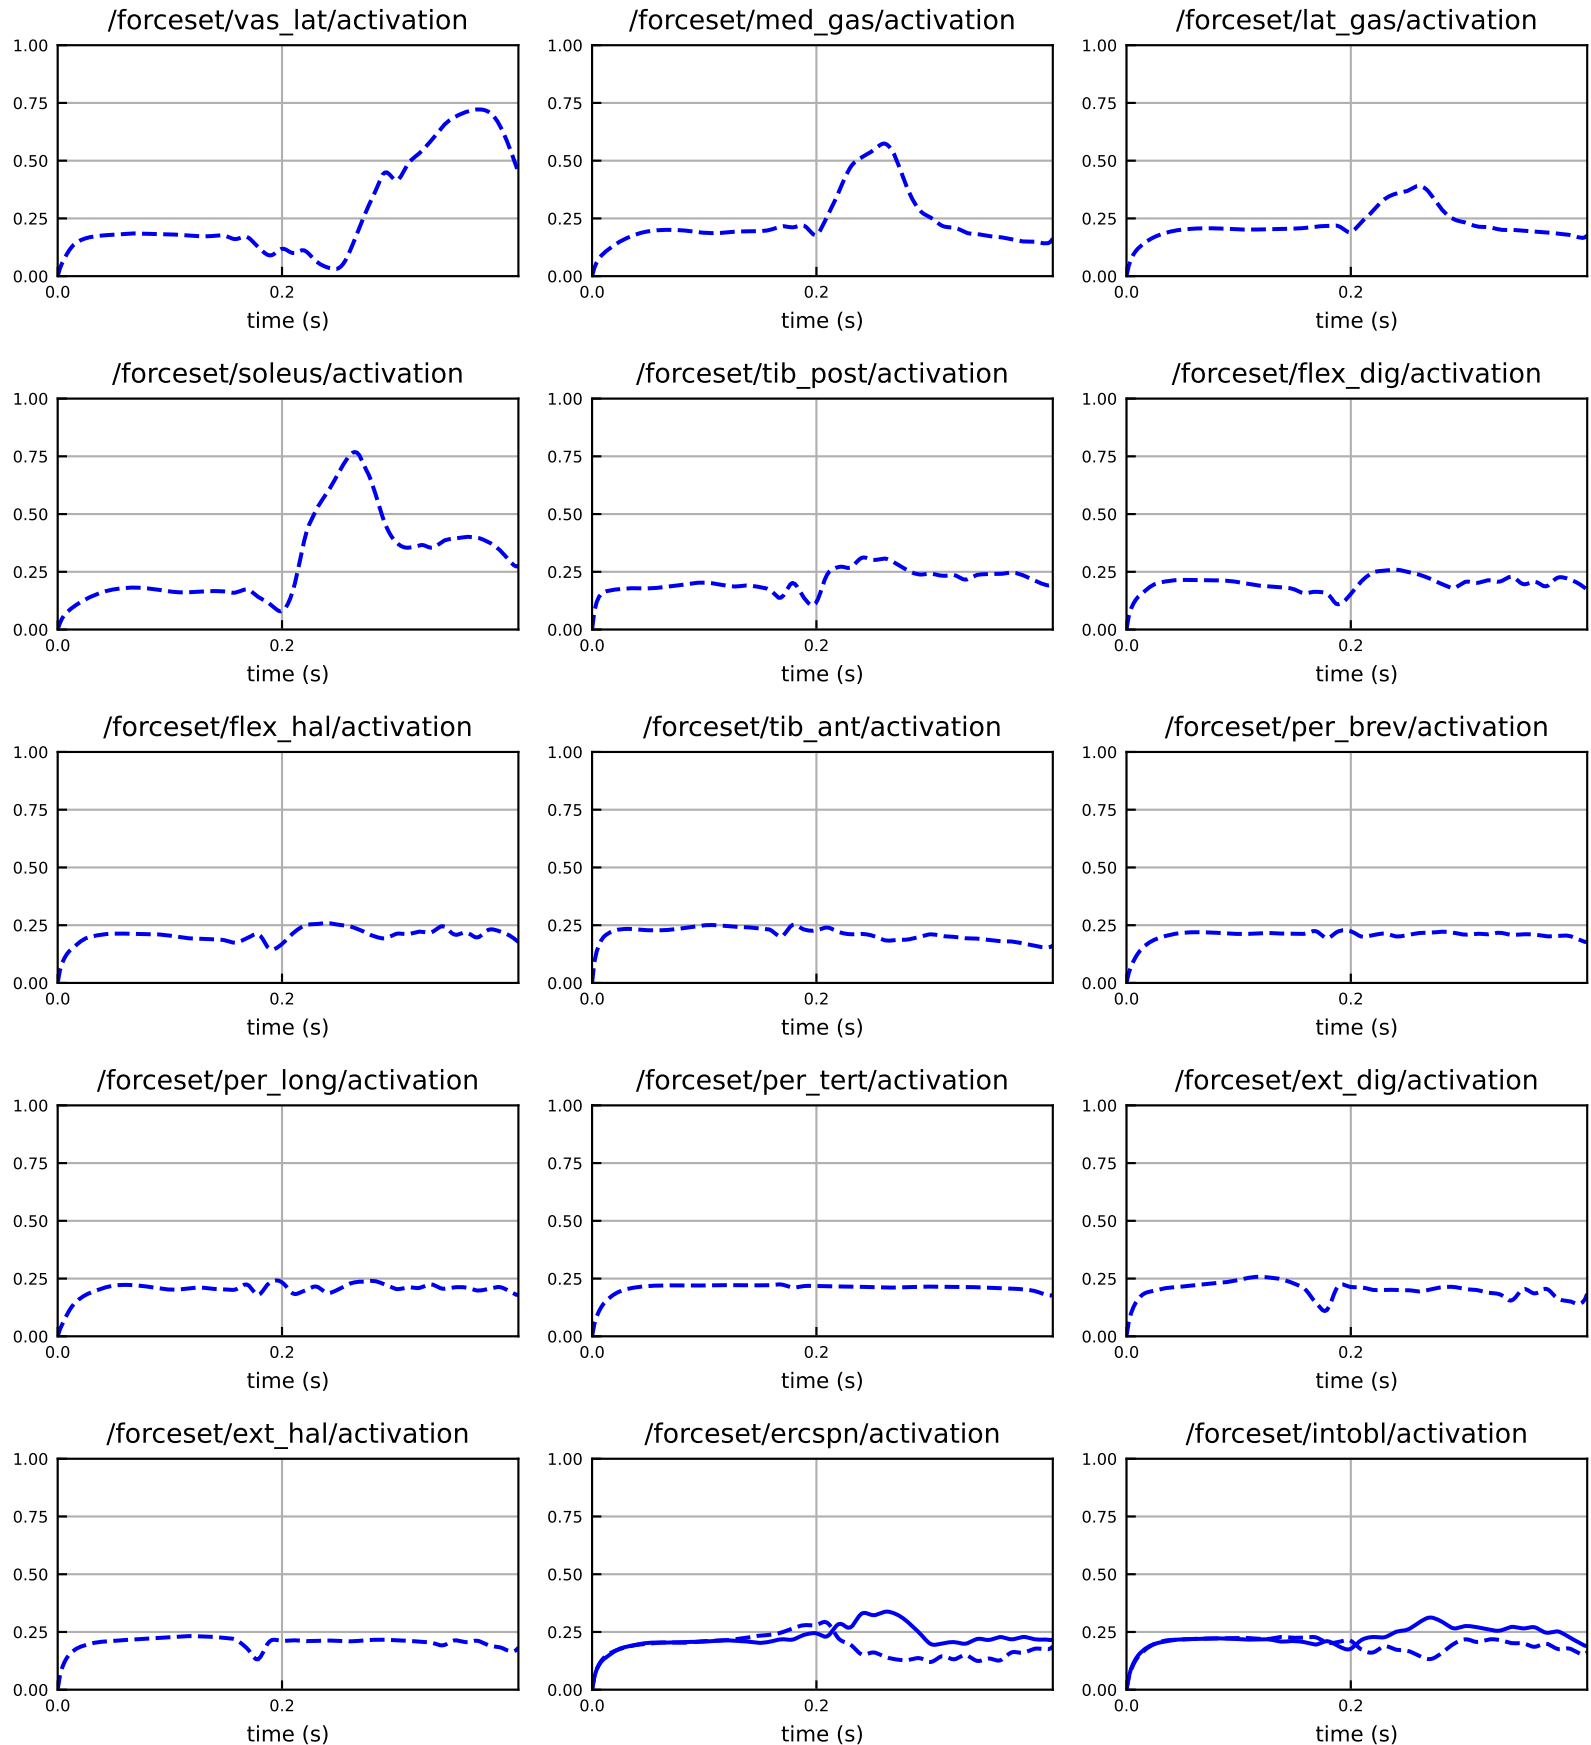 /forceset/vas_lat/activation /forceset/med_gas/activation /forceset/lat_gas/activation
1.00 1.00 1.00
0.75 0.75 0.75
0.50 0.50 0.50
0.25 0.25 0.25
0.00 0.00 0.00
0.0 0.2 0.0 0.2 0.0 0.2
time (s) time (s) time (s)
/forceset/soleus/activation /forceset/tib_post/activation /forceset/flex_dig/activation
1.00 1.00 1.00
0.75 0.75 0.75
0.50 0.50 0.50
0.25 0.25 0.25
0.00 0.00 0.00
0.0 0.2 0.0 0.2 0.0 0.2
time (s) time (s) time (s)
/forceset/flex_hal/activation /forceset/tib_ant/activation /forceset/per_brev/activation
1.00 1.00 1.00
0.75 0.75 0.75
0.50 0.50 0.50
0.25 0.25 0.25
0.00 0.00 0.00
0.0 0.2 0.0 0.2 0.0 0.2
time (s) time (s) time (s)
/forceset/per_long/activation /forceset/per_tert/activation /forceset/ext_dig/activation
1.00 1.00 1.00
0.75 0.75 0.75
0.50 0.50 0.50
0.25 0.25 0.25
0.00 0.00 0.00
0.0 0.2 0.0 0.2 0.0 0.2
time (s) time (s) time (s)
/forceset/ext_hal/activation /forceset/ercspn/activation /forceset/intobl/activation
1.00 1.00 1.00
0.75 0.75 0.75
0.50 0.50 0.50
0.25 0.25 0.25
0.00 0.00 0.00
0.0 0.2 0.0 0.2 0.0 0.2
time (s) time (s) time (s)